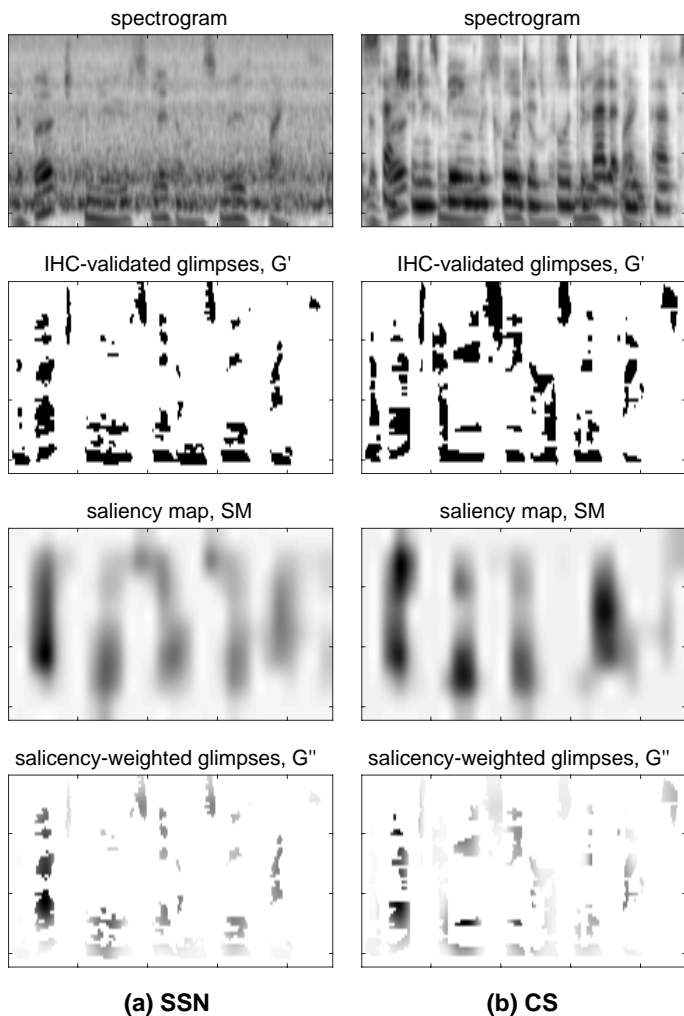 spectrogram
spectrogram
IHC-validated glimpses, G'
IHC-validated glimpses, G'
saliency map, SM
saliency map, SM
salicency-weighted glimpses, G"
salicency-weighted glimpses, G"
(a) SSN
(b) CS